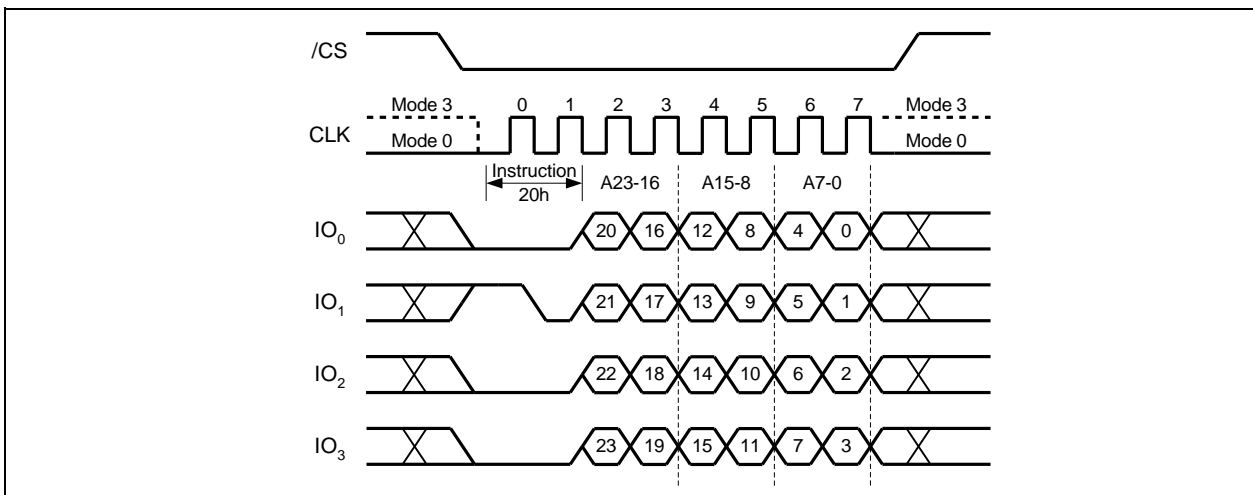 /CS
Mode 3 0 1 2 3 4 5 6 7 Mode 3
CLK
Mode 0 Mode 0
Instruction
20h A23-16 A15-8 A7-0
IO0 20 16 12 8 4 0
IO1 21 17 13 9 5 1
IO2 22 18 14 10 6 2
IO3 23 19 15 11 7 3